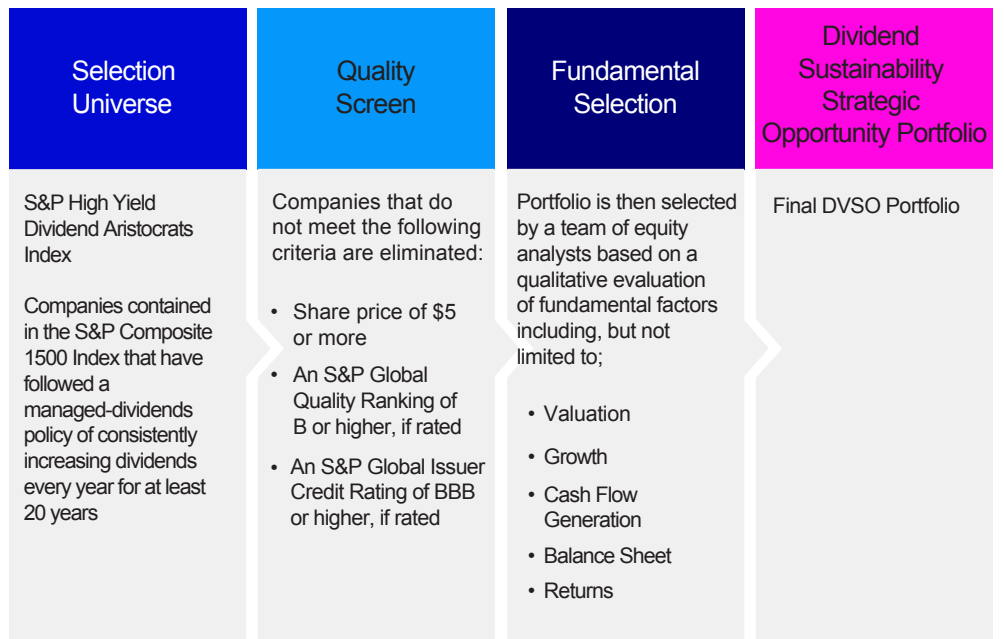 Selection
Universe
S&P High Yield
Dividend Aristocrats
Index
Companies contained
in the S&P Composite
1500 Index that have
followed a
managed-dividends
policy of consistently
increasing dividends
every year for at least
20 years
Quality
Screen
Companies that do
not meet the following
criteria are eliminated:
• Share price of $5
or more
• An S&P Global
Quality Ranking of
B or higher, if rated
• An S&P Global Issuer
Credit Rating of BBB
or higher, if rated
Fundamental
Selection
Portfolio is then selected
by a team of equity
analysts based on a
qualitative evaluation
of fundamental factors
including, but not
limited to;
• Valuation
• Growth
• Cash Flow
Generation
• Balance Sheet
• Returns
Dividend
Sustainability
Strategic
Opportunity Portfolio
Final DVSO Portfolio